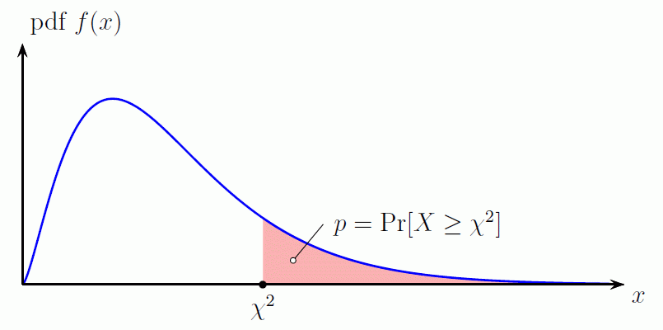 pdf f(x)
p = Pr[X ≥ χ²]
χ²
x